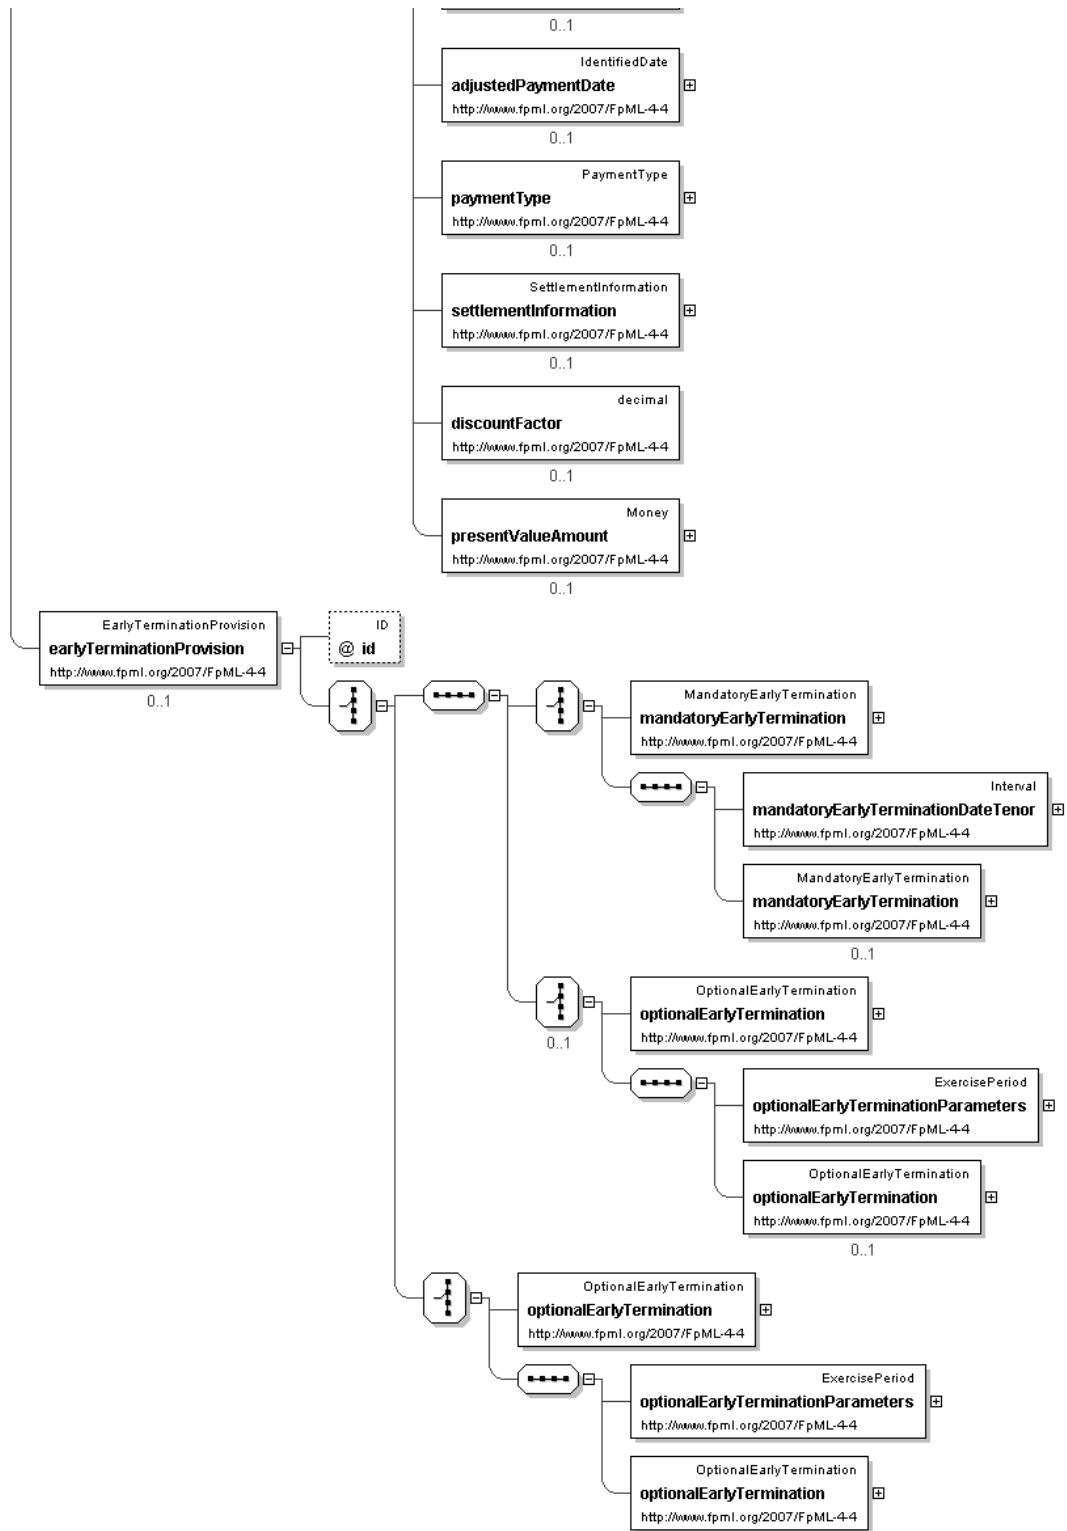 0..1
IdentifiedDate
adjustedPaymentDate
http://www.fpml.org/2007/FpML-4-4
0..1
PaymentType
paymentType
http://www.fpml.org/2007/FpML-4-4
0..1
SettlementInformation
settlementInformation
http://www.fpml.org/2007/FpML-4-4
0..1
decimal
discountFactor
http://www.fpml.org/2007/FpML-4-4
0..1
Money
presentValueAmount
http://www.fpml.org/2007/FpML-4-4
0..1
EarlyTerminationProvision
earlyTerminationProvision
http://www.fpml.org/2007/FpML-4-4
0..1
ID
@ id
MandatoryEarlyTermination
mandatoryEarlyTermination
http://www.fpml.org/2007/FpML-4-4
Interval
mandatoryEarlyTerminationDateTenor
http://www.fpml.org/2007/FpML-4-4
MandatoryEarlyTermination
mandatoryEarlyTermination
http://www.fpml.org/2007/FpML-4-4
0..1
0..1
OptionalEarlyTermination
optionalEarlyTermination
http://www.fpml.org/2007/FpML-4-4
ExercisePeriod
optionalEarlyTerminationParameters
http://www.fpml.org/2007/FpML-4-4
OptionalEarlyTermination
optionalEarlyTermination
http://www.fpml.org/2007/FpML-4-4
0..1
OptionalEarlyTermination
optionalEarlyTermination
http://www.fpml.org/2007/FpML-4-4
ExercisePeriod
optionalEarlyTerminationParameters
http://www.fpml.org/2007/FpML-4-4
OptionalEarlyTermination
optionalEarlyTermination
http://www.fpml.org/2007/FpML-4-4